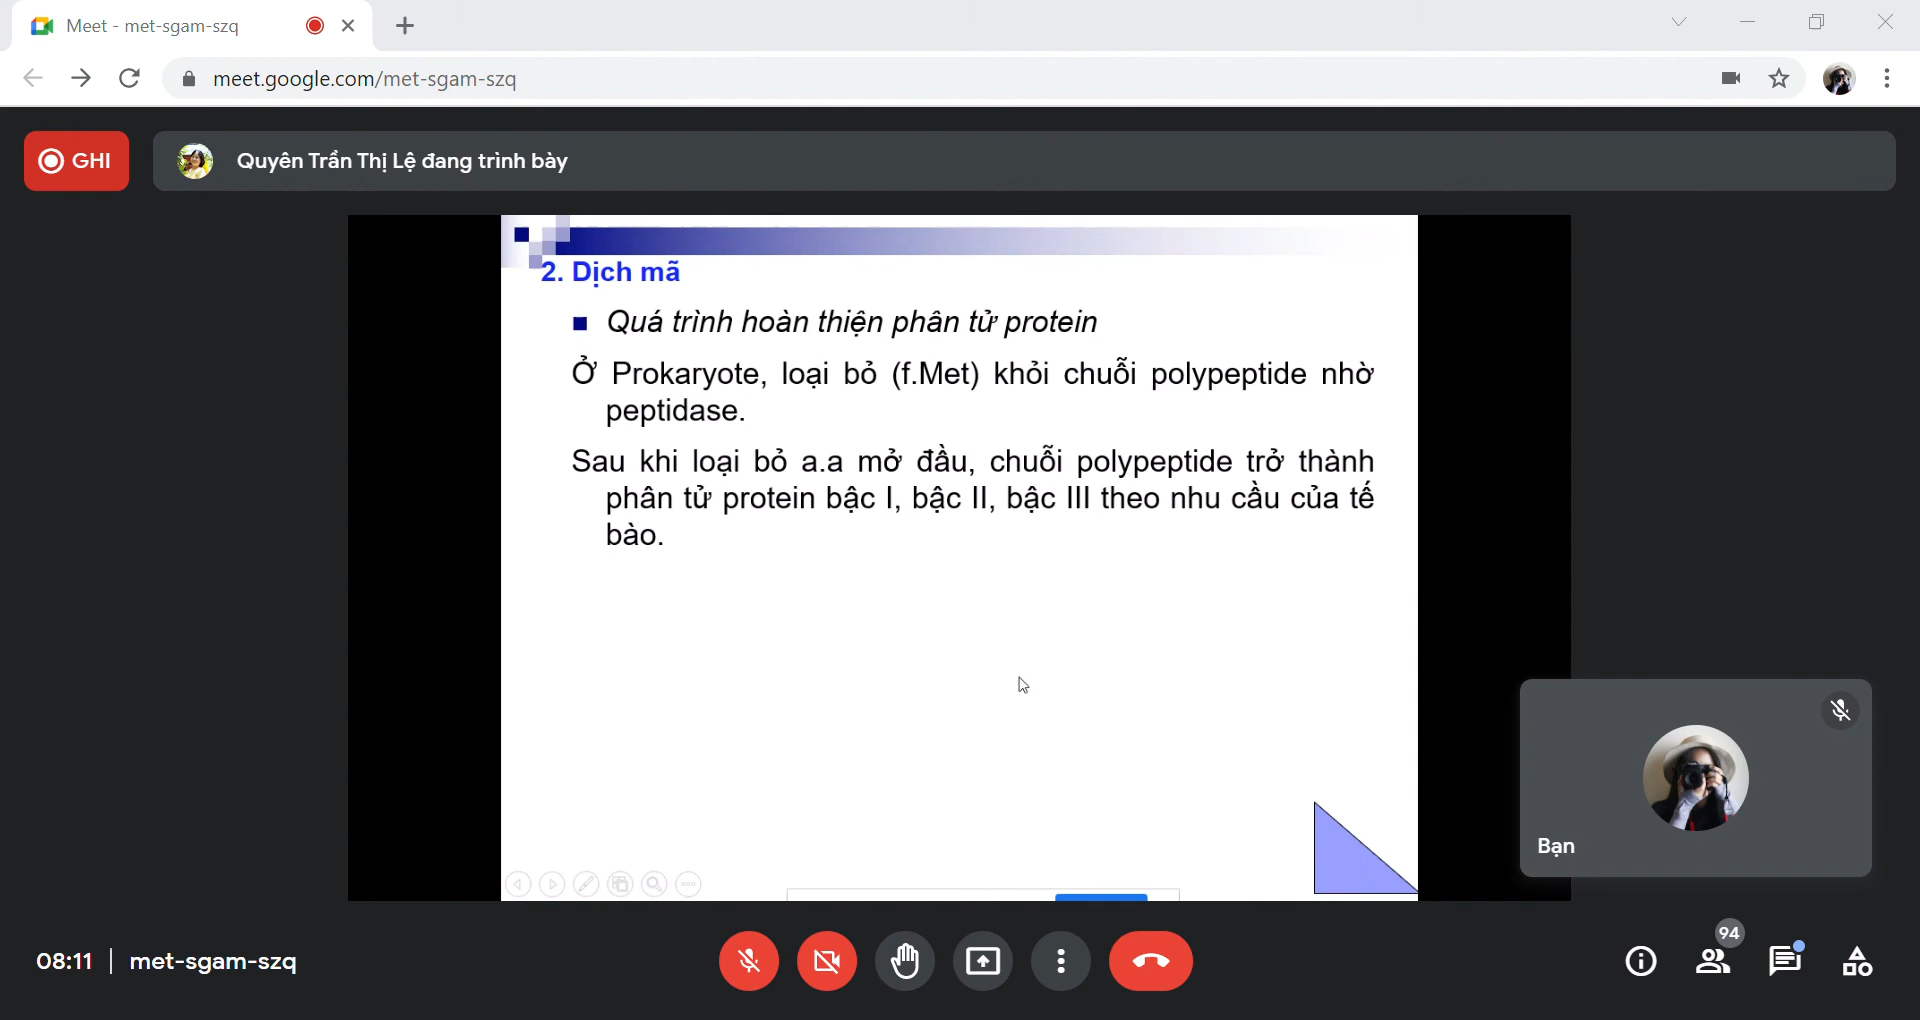 Meet - met-sgam-szq
meet.google.com/met-sgam-szq
GHI
Quyên Trần Thị Lệ đang trình bày
2. Dịch mã
Quá trình hoàn thiện phân tử protein
Ở Prokaryote, loại bỏ (f.Met) khỏi chuỗi polypeptide nhờ
peptidase.
Sau khi loại bỏ a.a mở đầu, chuỗi polypeptide trở thành
phân tử protein bậc I, bậc II, bậc III theo nhu cầu của tế
bào.
Bạn
08:11 | met-sgam-szq
94